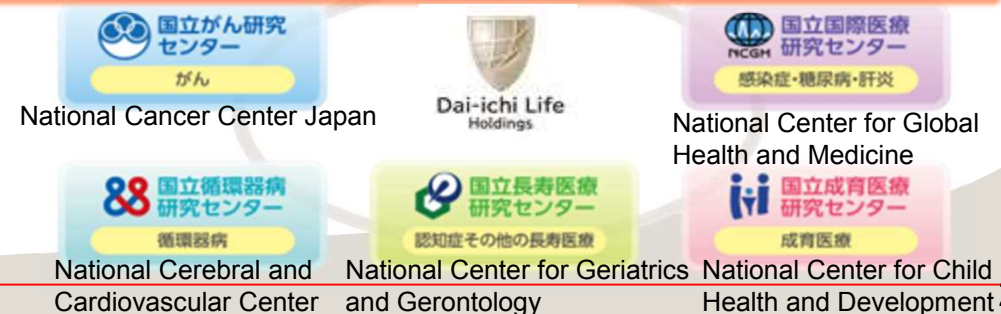 国立がん研究
センター
がん
National Cancer Center Japan
Dai-ichi Life
Holdings
国立国際医療
研究センター
NCGM
感染症・糖尿病・肝炎
National Center for Global
Health and Medicine
国立循環器病
研究センター
循環器病
National Cerebral and
Cardiovascular Center
国立長寿医療
研究センター
認知症その他の長寿医療
National Center for Geriatrics
and Gerontology
国立成育医療
研究センター
成育医療
National Center for Child
Health and Development